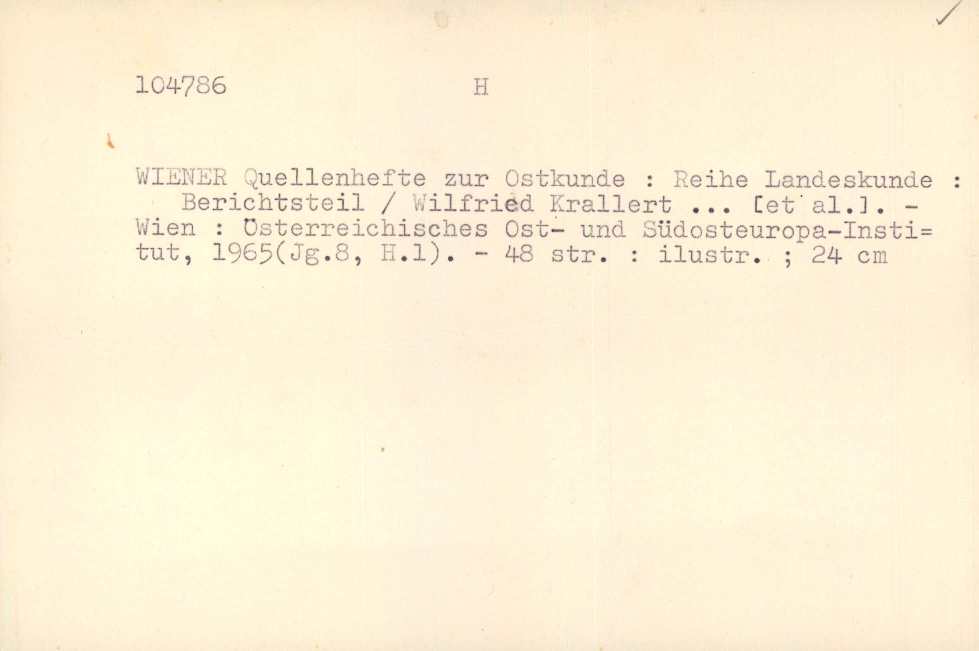 104786 H
WIENER Quellenhefte zur Ostkunde : Reihe Landeskunde :
Berichtsteil / Wilfried Krallert ... [et al.]. -
Wien : Österreichisches Ost- und Südosteuropa-Insti=
tut, 1965(Jg.8, H.1). - 48 str. : ilustr. ; 24 cm